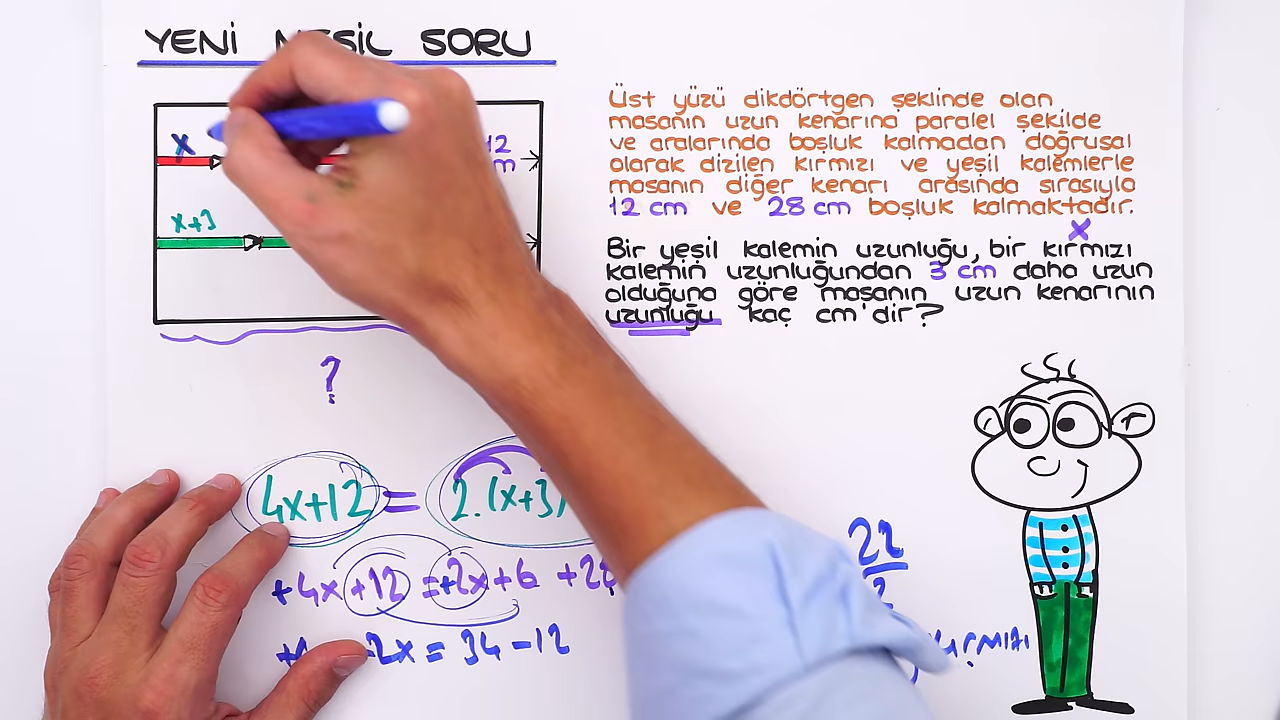 YENİ NESİL SORU
x
12
x+3
?
Üst yüzü dikdörtgen şeklinde olan
masanın uzun kenarına paralel şekilde
ve aralarında boşluk kalmadan doğrusal
olarak dizilen kırmızı ve yeşil kalemlerle
masanın diğer kenarı arasında sırasıyla
12 cm ve 28 cm boşluk kalmaktadır.
x
Bir yeşil kalemin uzunluğu, bir kırmızı
kalemin uzunluğundan 3 cm daha uzun
olduğuna göre masanın uzun kenarının
uzunluğu kaç cm'dir?
4x+12 = 2.(x+3)
+4x+12 = +2x+6
2x = 34-12
22
2